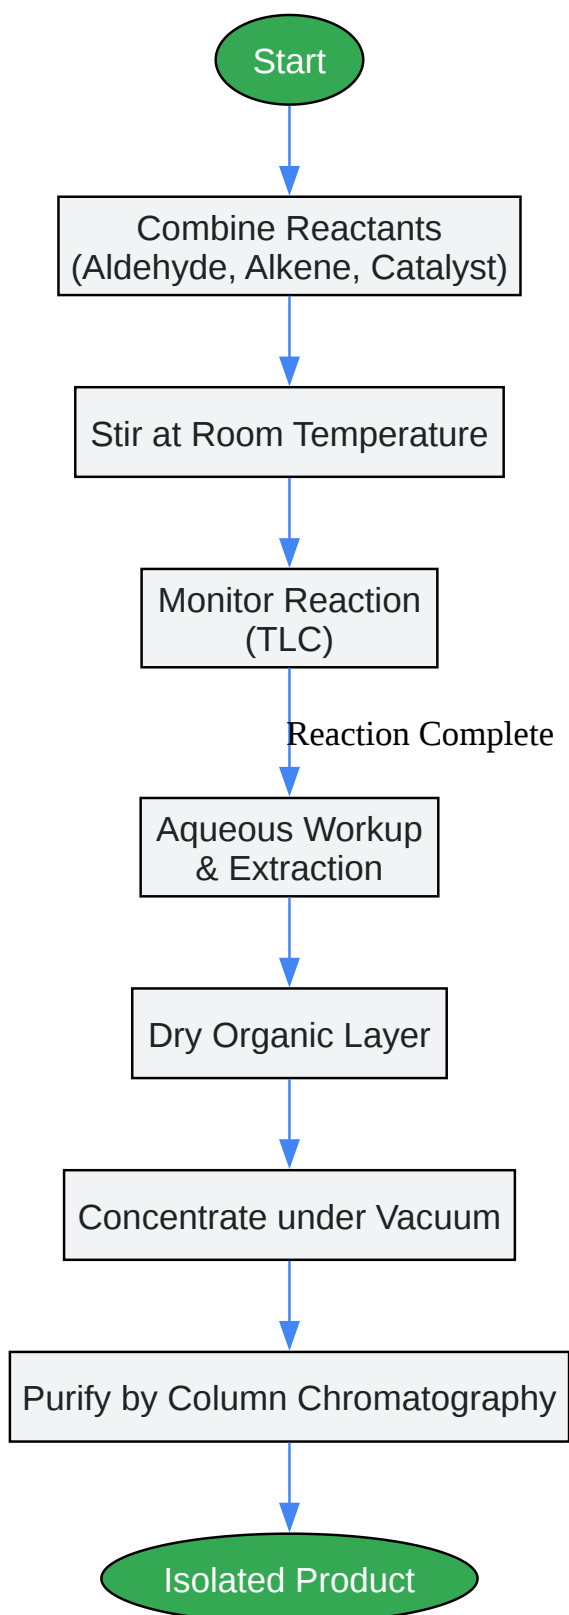 Start
Combine Reactants
(Aldehyde, Alkene, Catalyst)
Stir at Room Temperature
Monitor Reaction
(TLC)
Reaction Complete
Aqueous Workup
& Extraction
Dry Organic Layer
Concentrate under Vacuum
Purify by Column Chromatography
Isolated Product